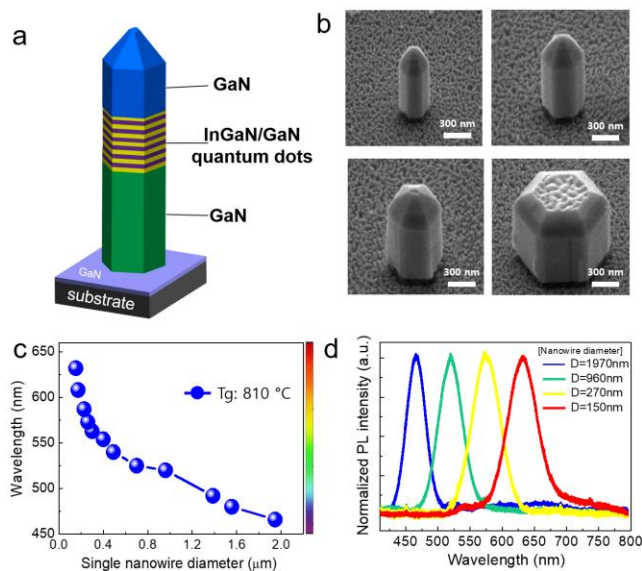 a
GaN
InGaN/GaN
quantum dots
GaN
GaN
substrate
b
300 nm
300 nm
300 nm
300 nm
c
650
600
550
500
450
Wavelength (nm)
Tg: 810 °C
0.0 0.4 0.8 1.2 1.6 2.0
Single nanowire diameter (μm)
d
Normalized PL intensity (a.u.)
[Nanowire diameter]
D=1970nm
D=960nm
D=270nm
D=150nm
450 500 550 600 650 700 750 800
Wavelength (nm)